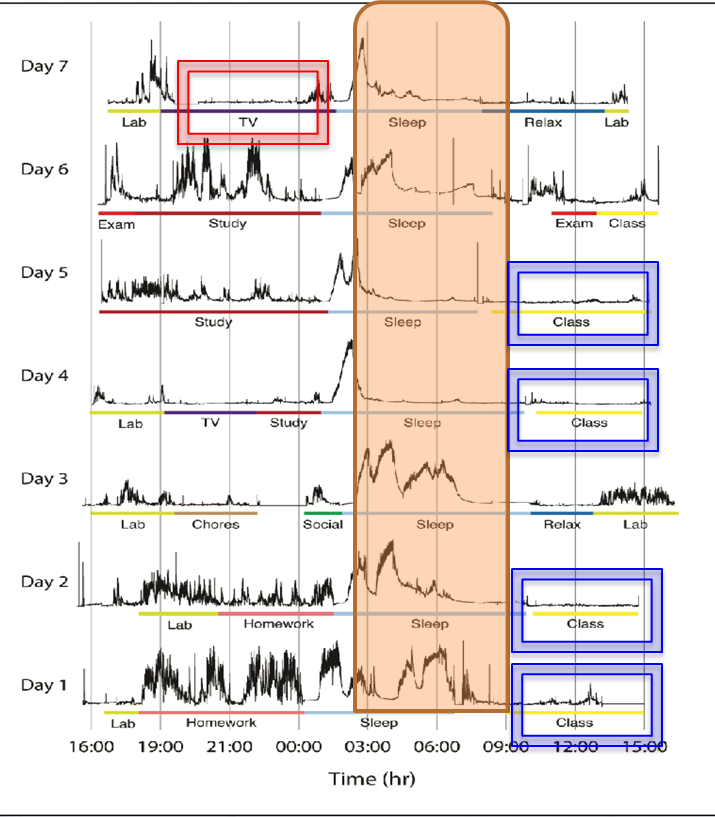 Day 7
Lab TV Sleep Relax Lab
Day 6
Exam Study Sleep Exam Class
Day 5
Study Sleep Class
Day 4
Lab TV Study Sleep Class
Day 3
Lab Chores Social Sleep Relax Lab
Day 2
Lab Homework Sleep Class
Day 1
Lab Homework Sleep Class
16:00 19:00 21:00 00:00 03:00 06:00 09:00 12:00 15:00
Time (hr)